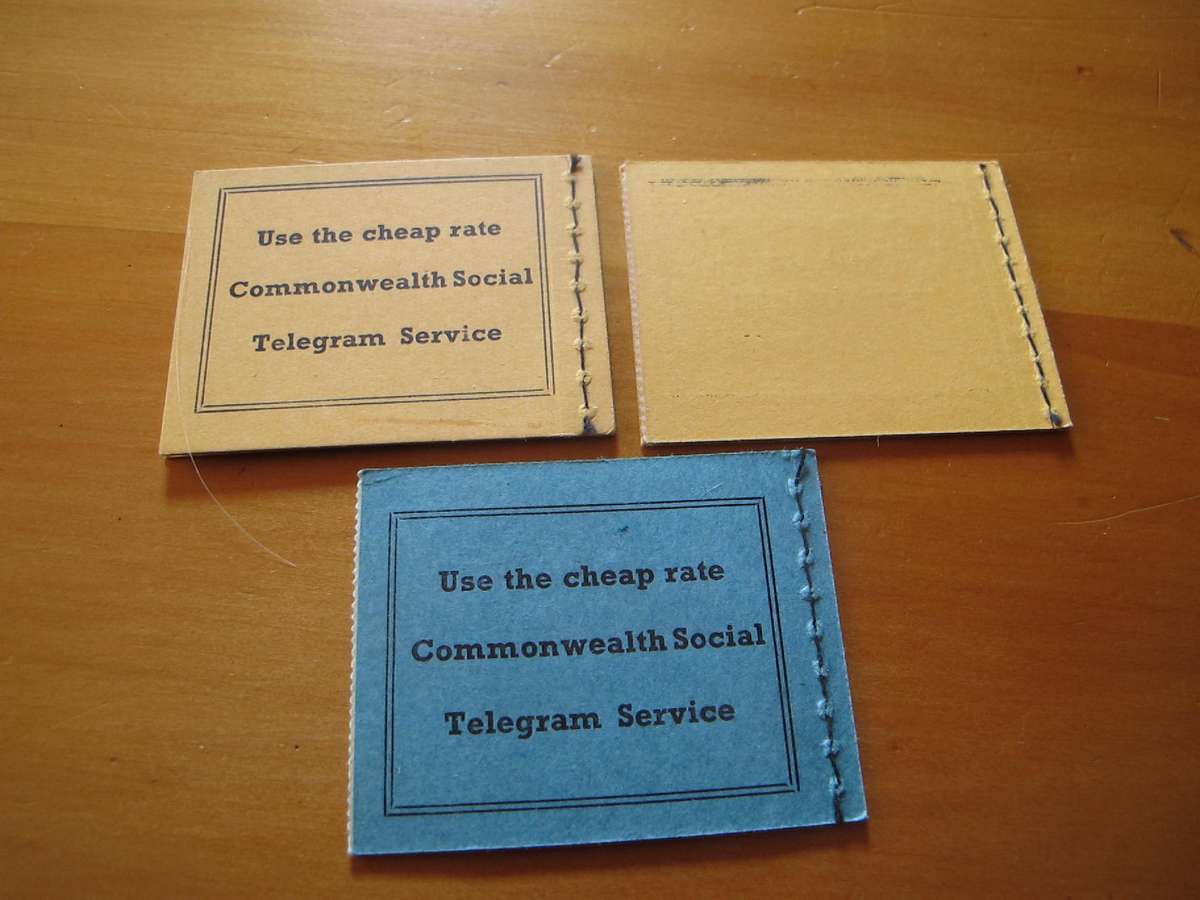 Use the cheap rate
Commonwealth Social
Telegram Service
Use the cheap rate
Commonwealth Social
Telegram Service